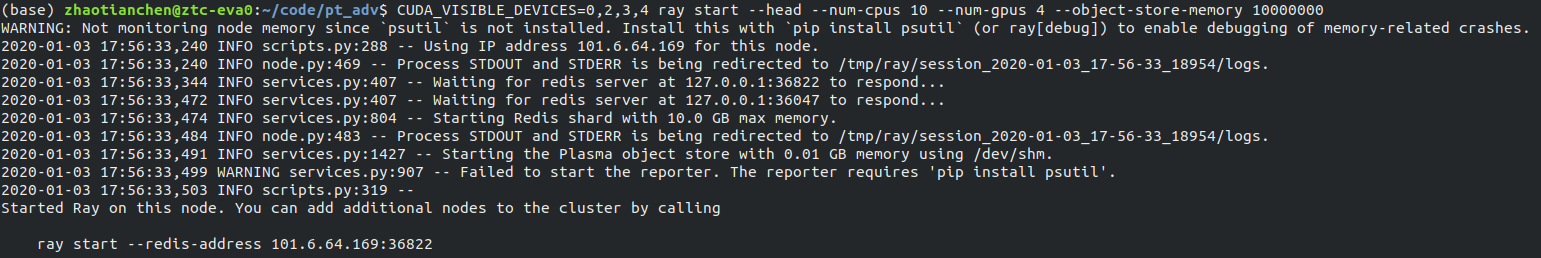 (base) zhaotianchen@ztc-eva0:~/code/pt_adv$ CUDA_VISIBLE_DEVICES=0,2,3,4 ray start --head --num-cpus 10 --num-gpus 4 --object-store-memory 10000000
WARNING: Not monitoring node memory since `psutil` is not installed. Install this with `pip install psutil` (or ray[debug]) to enable debugging of memory-related crashes.
2020-01-03 17:56:33,240 INFO scripts.py:288 -- Using IP address 101.6.64.169 for this node.
2020-01-03 17:56:33,240 INFO node.py:469 -- Process STDOUT and STDERR is being redirected to /tmp/ray/session_2020-01-03_17-56-33_18954/logs.
2020-01-03 17:56:33,344 INFO services.py:407 -- Waiting for redis server at 127.0.0.1:36822 to respond...
2020-01-03 17:56:33,472 INFO services.py:407 -- Waiting for redis server at 127.0.0.1:36047 to respond...
2020-01-03 17:56:33,474 INFO services.py:804 -- Starting Redis shard with 10.0 GB max memory.
2020-01-03 17:56:33,484 INFO node.py:483 -- Process STDOUT and STDERR is being redirected to /tmp/ray/session_2020-01-03_17-56-33_18954/logs.
2020-01-03 17:56:33,491 INFO services.py:1427 -- Starting the Plasma object store with 0.01 GB memory using /dev/shm.
2020-01-03 17:56:33,499 WARNING services.py:907 -- Failed to start the reporter. The reporter requires 'pip install psutil'.
2020-01-03 17:56:33,503 INFO scripts.py:319 --
Started Ray on this node. You can add additional nodes to the cluster by calling
ray start --redis-address 101.6.64.169:36822